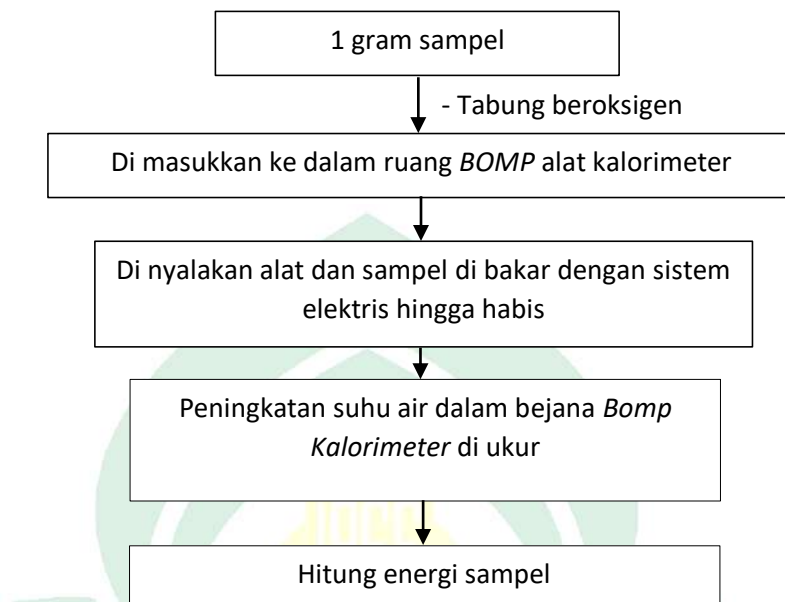 1 gram sampel
- Tabung beroksigen
Di masukkan ke dalam ruang BOMP alat kalorimeter
Di nyalakan alat dan sampel di bakar dengan sistem
elektris hingga habis
Peningkatan suhu air dalam bejana Bomp
Kalorimeter di ukur
Hitung energi sampel